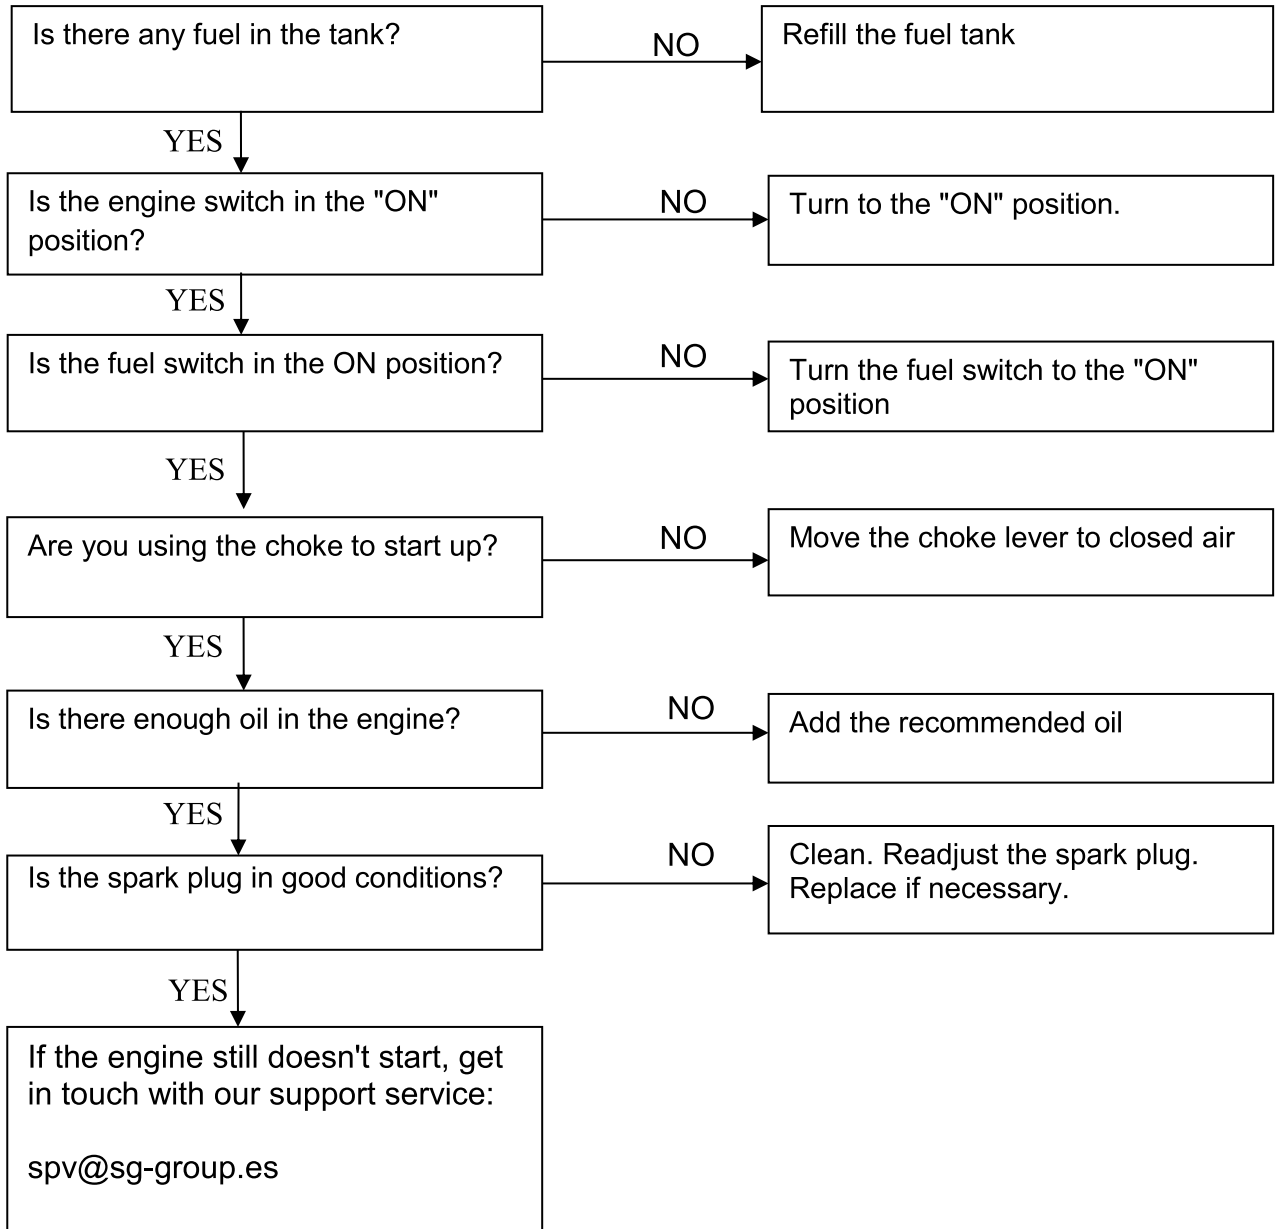 Is there any fuel in the tank?
NO
Refill the fuel tank
YES
Is the engine switch in the "ON"
position?
NO
Turn to the "ON" position.
YES
Is the fuel switch in the ON position?
NO
Turn the fuel switch to the "ON"
position
YES
Are you using the choke to start up?
NO
Move the choke lever to closed air
YES
Is there enough oil in the engine?
NO
Add the recommended oil
YES
Is the spark plug in good conditions?
NO
Clean. Readjust the spark plug.
Replace if necessary.
YES
If the engine still doesn't start, get
in touch with our support service:
spv@sg-group.es